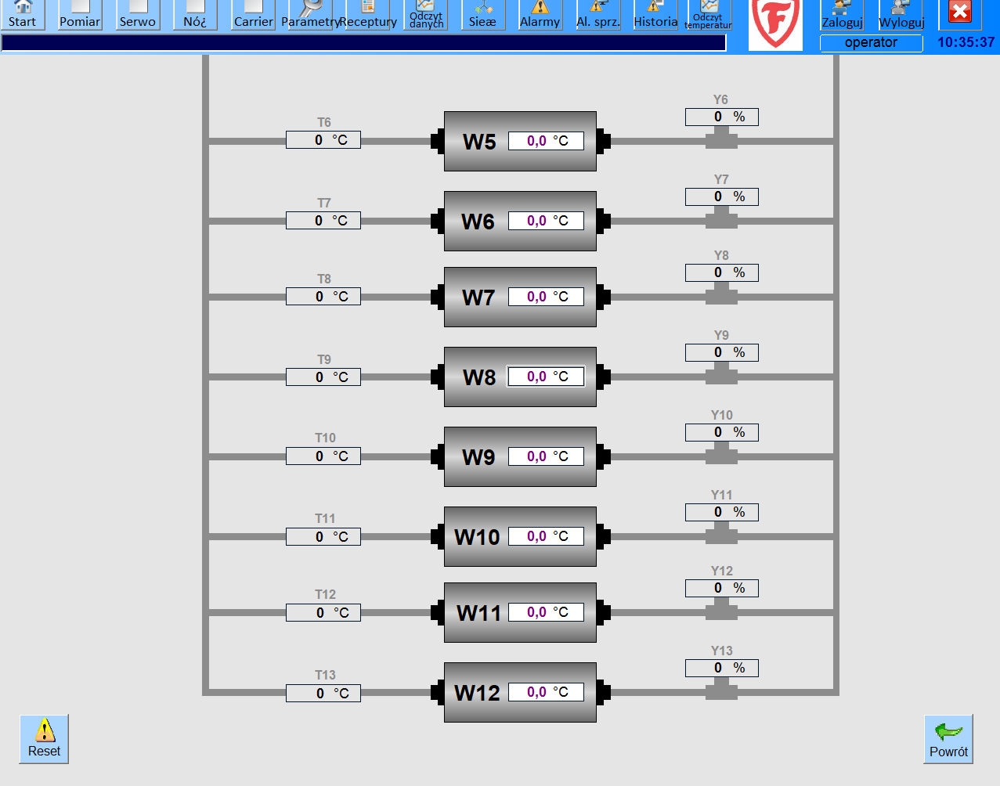 Start Pomiar Serwo Nó¿ Carrier Parametry Receptury Odczyt danych Sieæ Alarmy Al. sprz. Historia Odczyt temperatur Zaloguj Wyloguj
operator 10:35:37
Y6
T6
0 %
0 °C W5 0,0 °C
Y7
T7
0 %
0 °C W6 0,0 °C
Y8
T8
0 %
0 °C W7 0,0 °C
Y9
T9
0 %
0 °C W8 0,0 °C
Y10
T10
0 %
0 °C W9 0,0 °C
Y11
T11
0 %
0 °C W10 0,0 °C
Y12
T12
0 %
0 °C W11 0,0 °C
Y13
T13
0 %
0 °C W12 0,0 °C
Reset Powrót